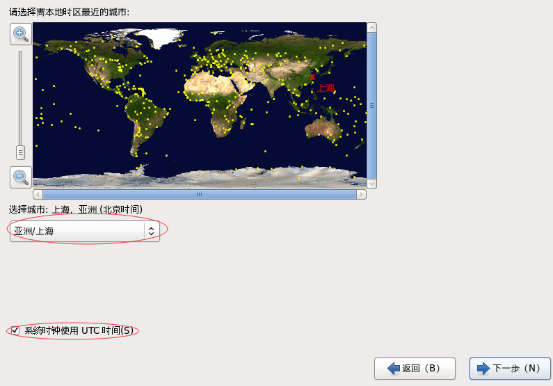 请选择离本地时区最近的城市:
上海
选择城市: 上海, 亚洲 (北京时间)
亚洲/上海
系统时钟使用 UTC 时间(S)
返回 (B)
下一步 (N)